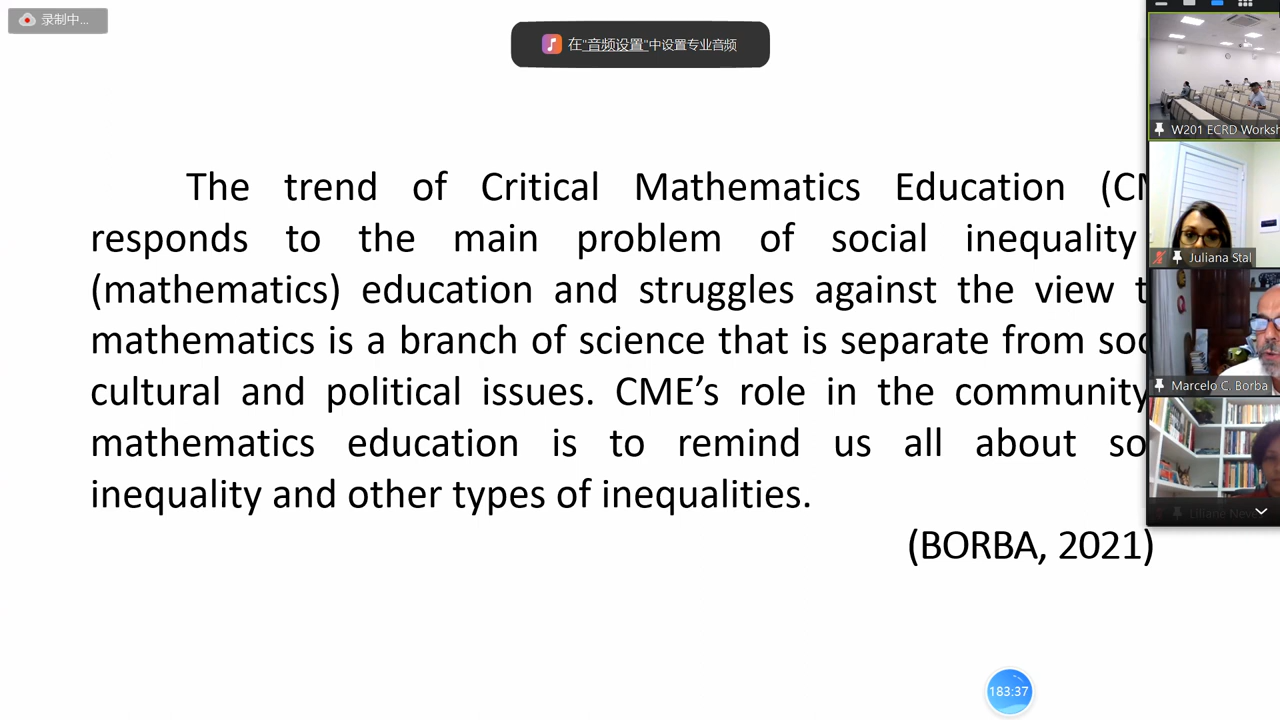 录制中...
在"音频设置"中设置专业音频
The trend of Critical Mathematics Education
responds to the main problem of social inequality
(mathematics) education and struggles against the view
mathematics is a branch of science that is separate from
cultural and political issues. CME’s role in the community
mathematics education is to remind us all about
inequality and other types of inequalities.
(BORBA, 2021)
W201 ECRD
Juliana Stal
Marcelo C. Borba
Liliane
183:37